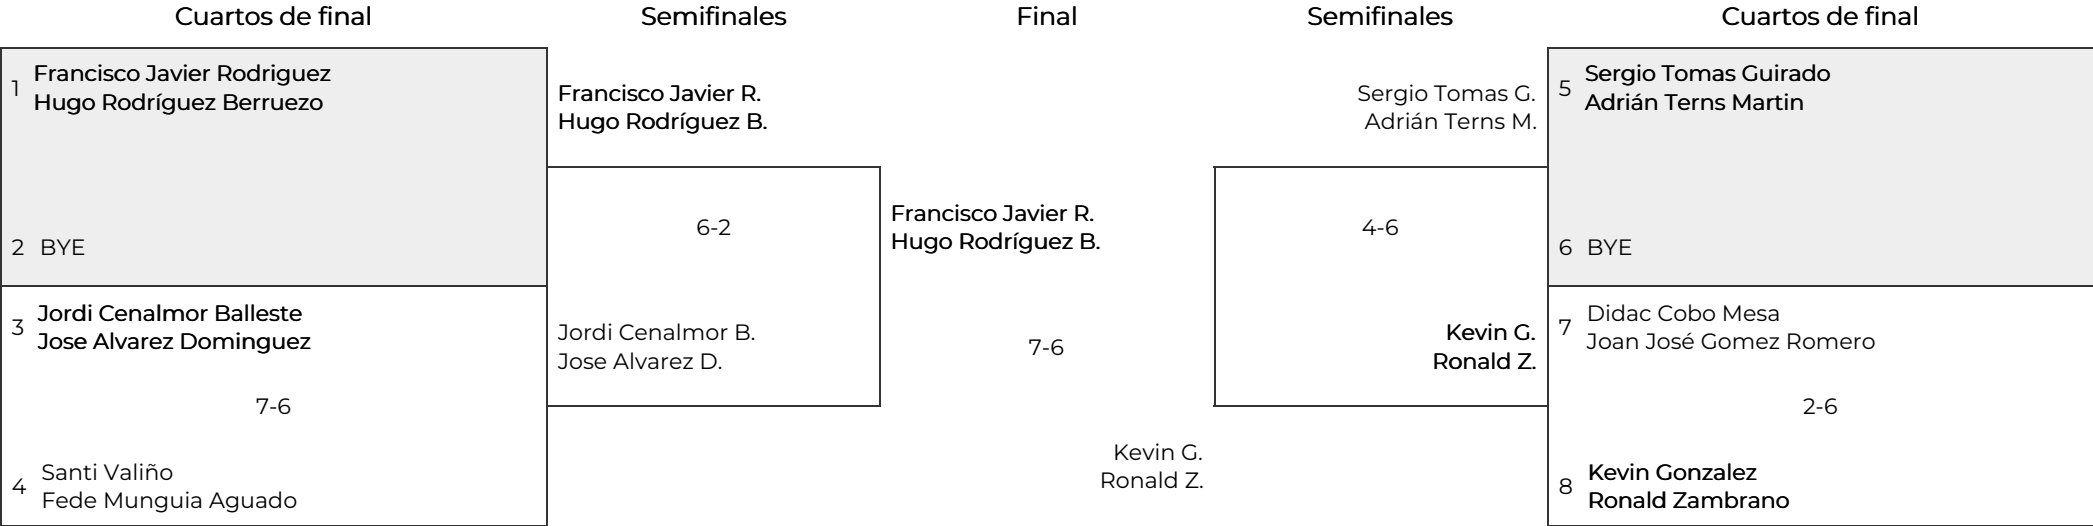 Cuartos de final
Semifinales
Final
Semifinales
Cuartos de final
1
Francisco Javier Rodriguez
Hugo Rodríguez Berruezo
2 BYE
3
Jordi Cenalmor Balleste
Jose Alvarez Dominguez
7-6
4
Santi Valiño
Fede Munguia Aguado
Francisco Javier R.
Hugo Rodríguez B.
6-2
Jordi Cenalmor B.
Jose Alvarez D.
Francisco Javier R.
Hugo Rodríguez B.
7-6
Kevin G.
Ronald Z.
Sergio Tomas G.
Adrián Terns M.
4-6
Kevin G.
Ronald Z.
5
Sergio Tomas Guirado
Adrián Terns Martin
6 BYE
7
Didac Cobo Mesa
Joan José Gomez Romero
2-6
8
Kevin Gonzalez
Ronald Zambrano